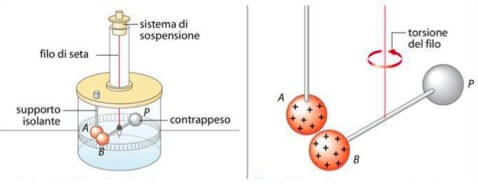 sistema di
sospensione
filo di seta
supporto
isolante
A
P
contrappeso
B
torsione
del filo
A
P
B